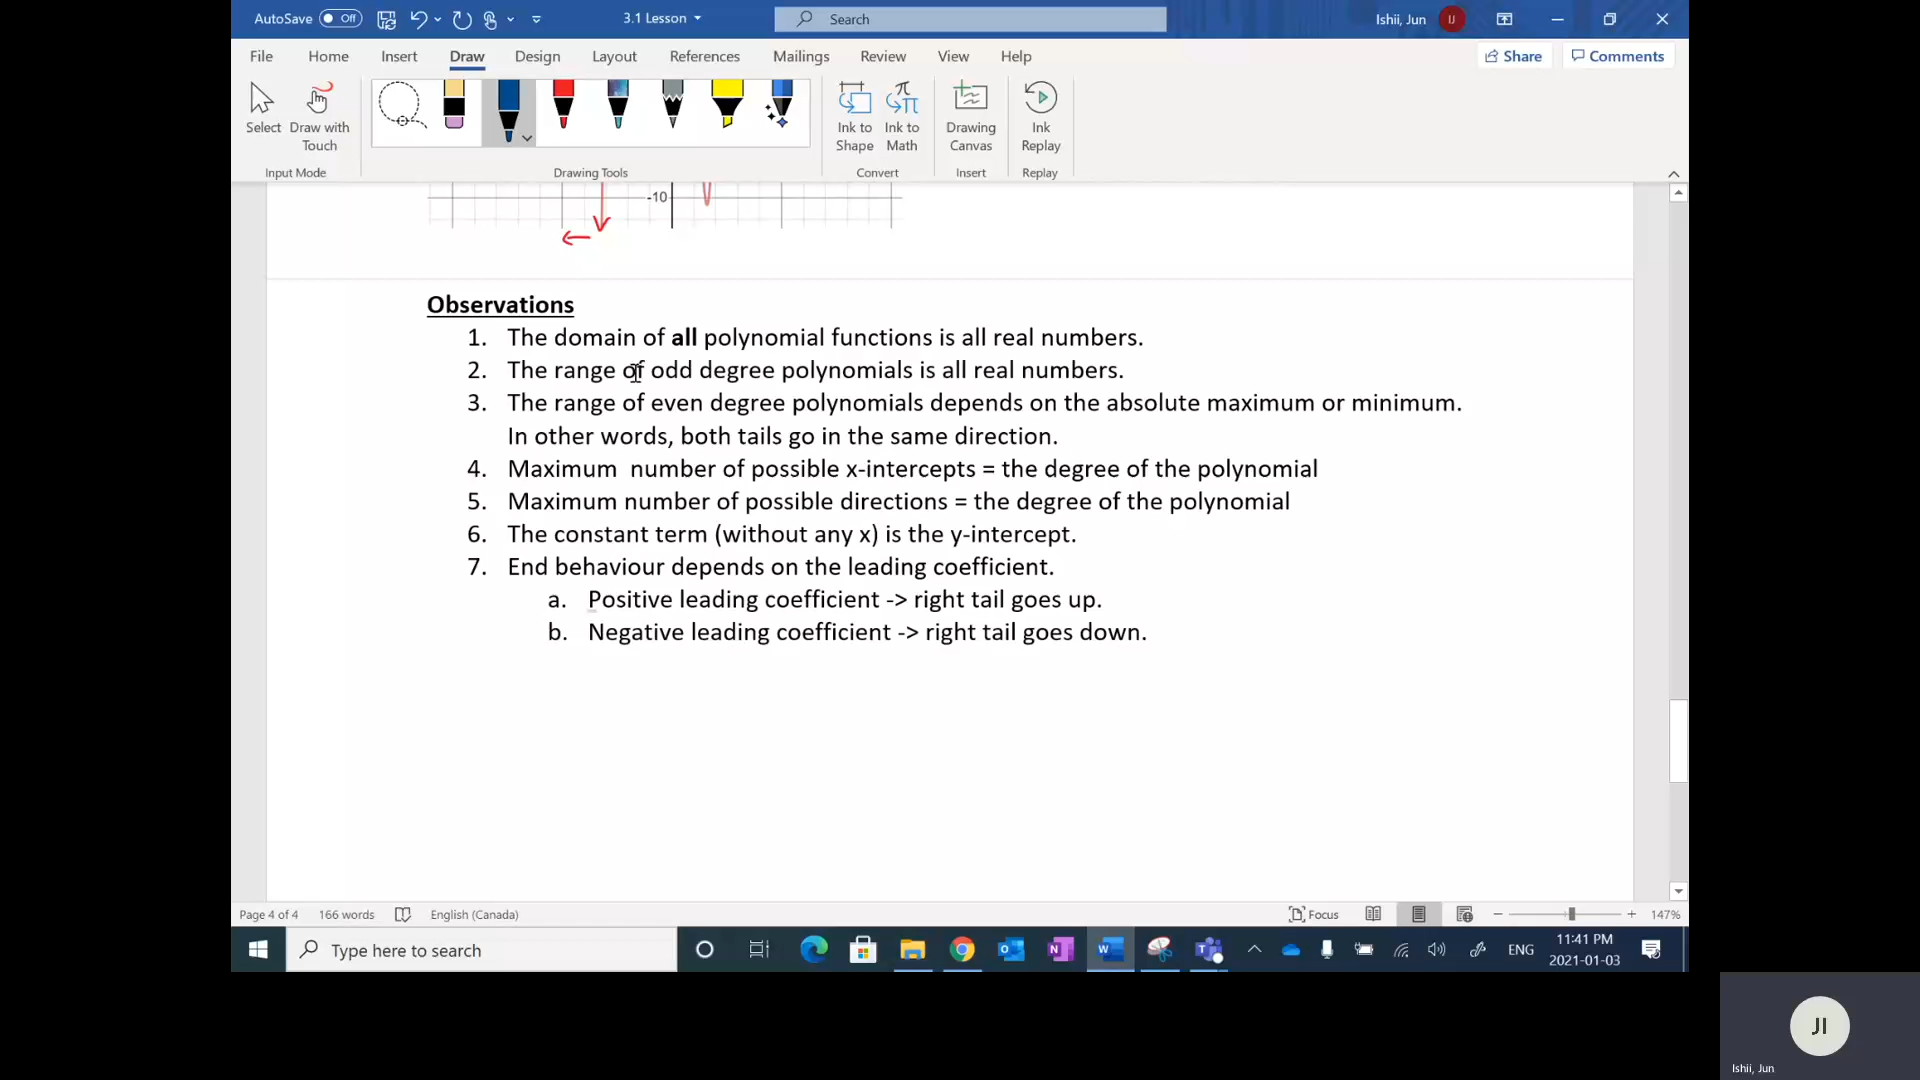 AutoSave Off 3.1 Lesson Search Ishii, Jun IJ
File Home Insert Draw Design Layout References Mailings Review View Help Share Comments
Select Draw with Touch Ink to Shape Ink to Math Drawing Canvas Ink Replay
Input Mode Drawing Tools Convert Insert Replay
-10
Observations
1. The domain of all polynomial functions is all real numbers.
2. The range of odd degree polynomials is all real numbers.
3. The range of even degree polynomials depends on the absolute maximum or minimum.
In other words, both tails go in the same direction.
4. Maximum  number of possible x-intercepts = the degree of the polynomial
5. Maximum number of possible directions = the degree of the polynomial
6. The constant term (without any x) is the y-intercept.
7. End behaviour depends on the leading coefficient.
a. Positive leading coefficient -> right tail goes up.
b. Negative leading coefficient -> right tail goes down.
Page 4 of 4 166 words English (Canada) Focus 147%
Type here to search ENG 11:41 PM
2021-01-03
JI
Ishii, Jun